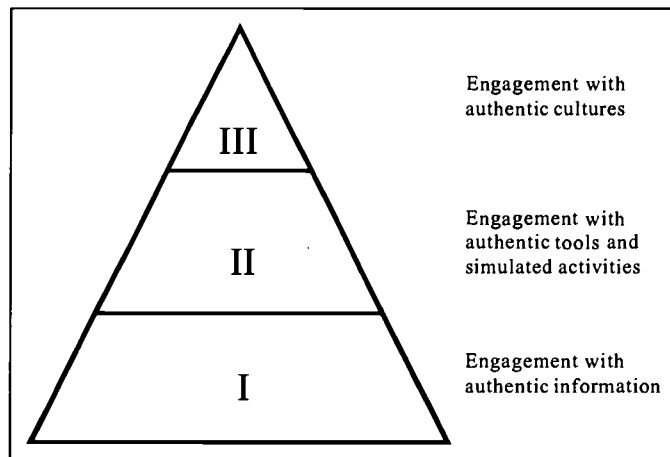 Engagement with
authentic cultures
III
Engagement with
authentic tools and
simulated activities
II
Engagement with
authentic information
I